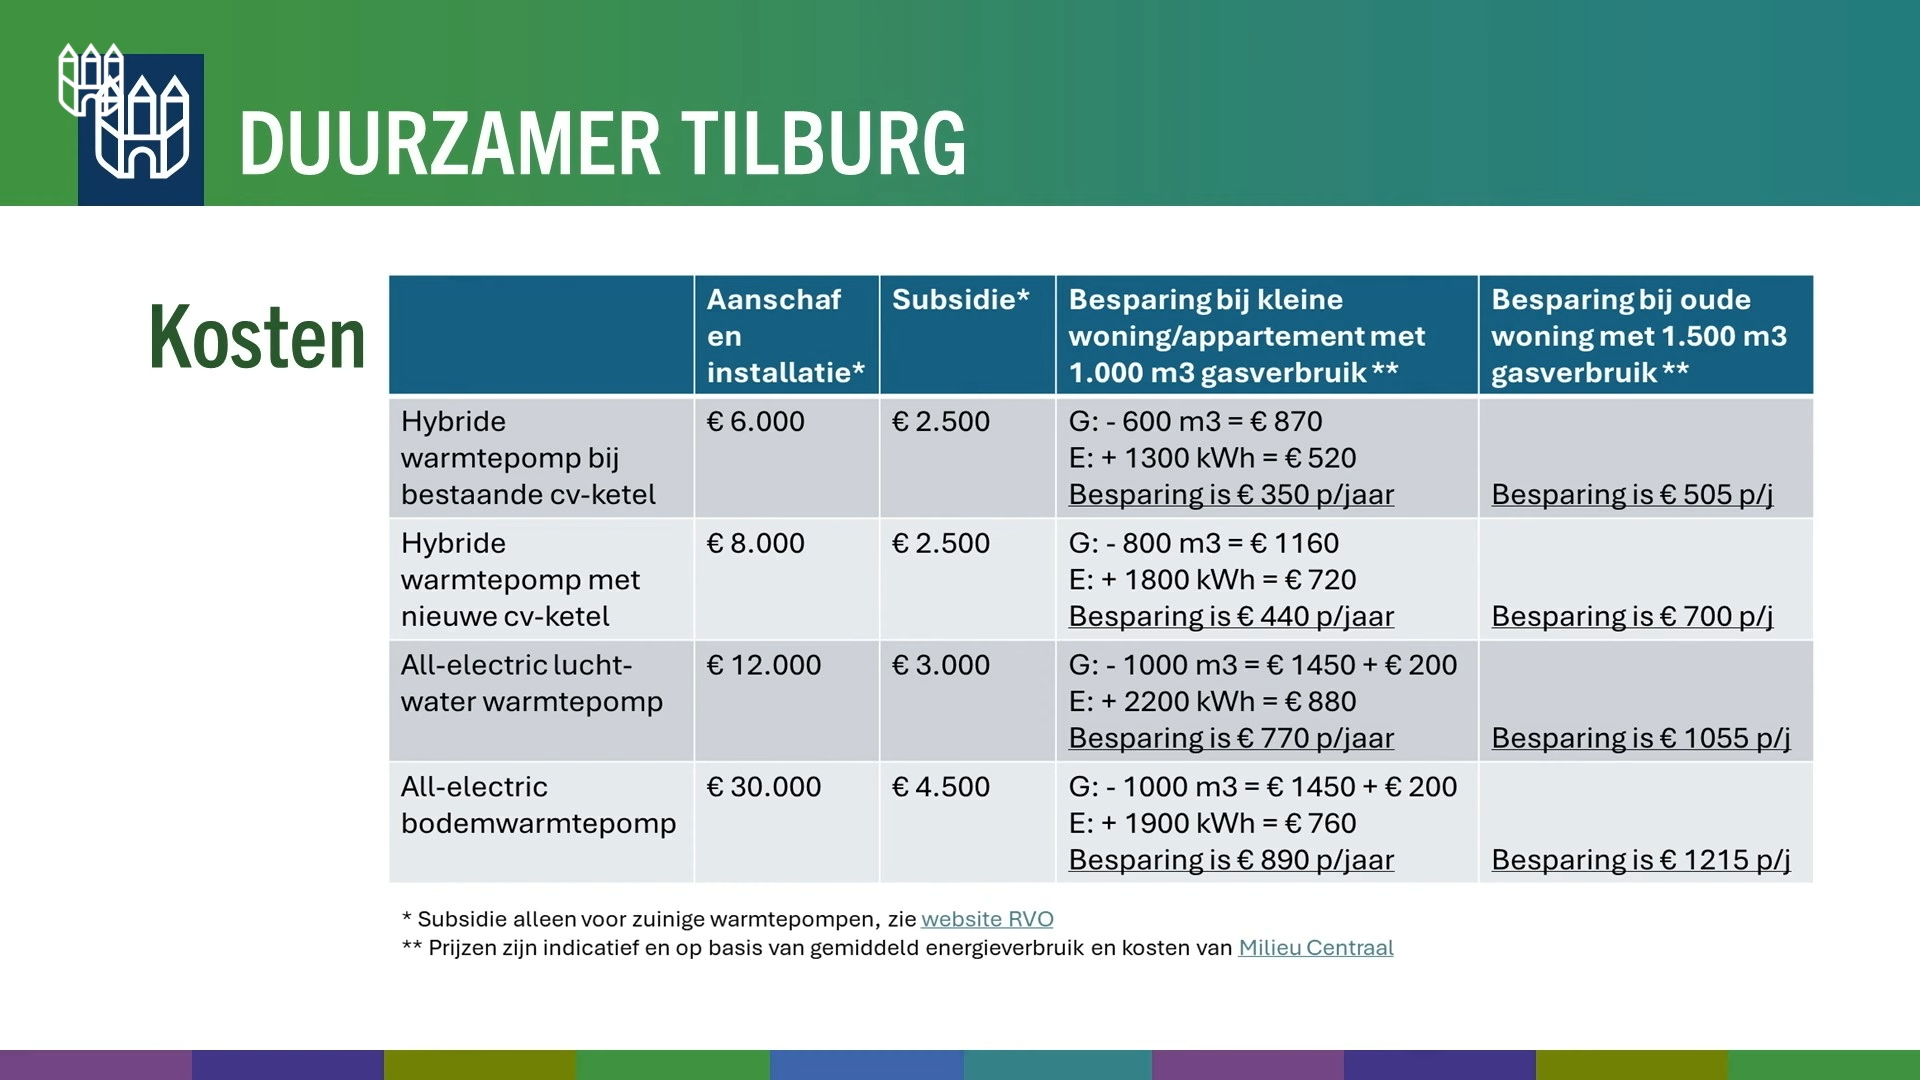 DUURZAMER TILBURG
Kosten
Aanschaf
en
installatie*
Subsidie*
Besparing bij kleine
woning/appartement met
1.000 m3 gasverbruik **
Besparing bij oude
woning met 1.500 m3
gasverbruik **
Hybride
warmtepomp bij
bestaande cv-ketel
€ 6.000
€ 2.500
G: - 600 m3 = € 870
E: + 1300 kWh = € 520
Besparing is € 350 p/jaar
Besparing is € 505 p/j
Hybride
warmtepomp met
nieuwe cv-ketel
€ 8.000
€ 2.500
G: - 800 m3 = € 1160
E: + 1800 kWh = € 720
Besparing is € 440 p/jaar
Besparing is € 700 p/j
All-electric lucht-
water warmtepomp
€ 12.000
€ 3.000
G: - 1000 m3 = € 1450 + € 200
E: + 2200 kWh = € 880
Besparing is € 770 p/jaar
Besparing is € 1055 p/j
All-electric
bodemwarmtepomp
€ 30.000
€ 4.500
G: - 1000 m3 = € 1450 + € 200
E: + 1900 kWh = € 760
Besparing is € 890 p/jaar
Besparing is € 1215 p/j
* Subsidie alleen voor zuinige warmtepompen, zie website RVO
** Prijzen zijn indicatief en op basis van gemiddeld energieverbruik en kosten van Milieu Centraal